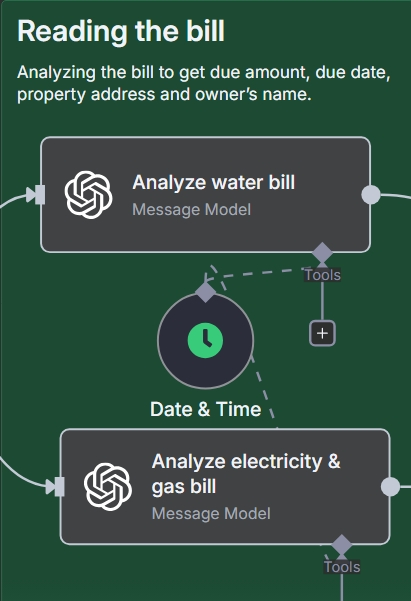 Reading the bill
Analyzing the bill to get due amount, due date,
property address and owner’s name.
Analyze water bill
Message Model
Tools
Date & Time
Analyze electricity &
gas bill
Message Model
Tools